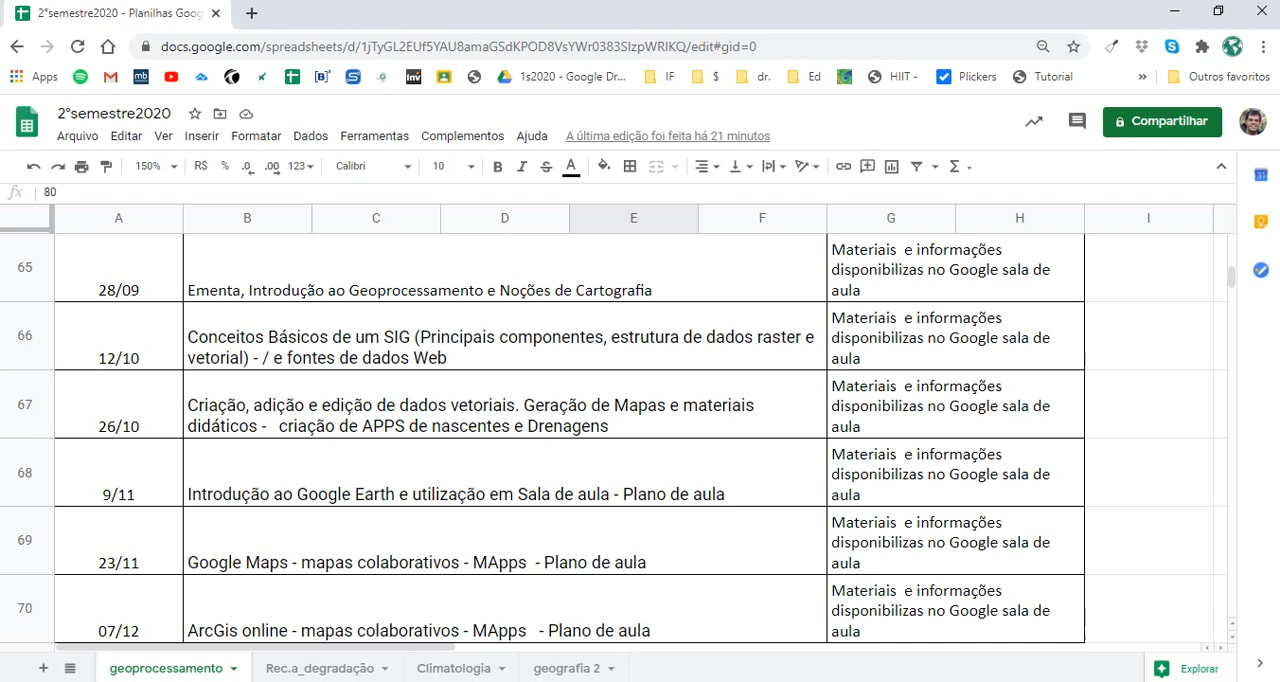 2°semestre2020 - Planilhas Goog
docs.google.com/spreadsheets/d/1jTyGL2EUf5YAU8amaGSdKPOD8VsYWr0383SIzpWRlKQ/edit#gid=0
Apps
1s2020 - Google Dr...
IF
$
dr.
Ed
HIIT -
Plickers
Tutorial
»
Outros favoritos
2°semestre2020
Arquivo Editar Ver Inserir Formatar Dados Ferramentas Complementos Ajuda A última edição foi feita há 21 minutos
Compartilhar
150% R$ % .0 .00 123 Calibri 10 B I S A
fx 80
A B C D E F G H I
65
28/09
Ementa, Introdução ao Geoprocessamento e Noções de Cartografia
Materiais e informações
disponibilizas no Google sala de
aula
66
12/10
Conceitos Básicos de um SIG (Principais componentes, estrutura de dados raster e
vetorial) - / e fontes de dados Web
Materiais e informações
disponibilizas no Google sala de
aula
67
26/10
Criação, adição e edição de dados vetoriais. Geração de Mapas e materiais
didáticos - criação de APPS de nascentes e Drenagens
Materiais e informações
disponibilizas no Google sala de
aula
68
9/11
Introdução ao Google Earth e utilização em Sala de aula - Plano de aula
Materiais e informações
disponibilizas no Google sala de
aula
69
23/11
Google Maps - mapas colaborativos - MApps - Plano de aula
Materiais e informações
disponibilizas no Google sala de
aula
70
07/12
ArcGis online - mapas colaborativos - MApps - Plano de aula
Materiais e informações
disponibilizas no Google sala de
aula
geoprocessamento Rec.a_degradação Climatologia geografia 2
Explorar